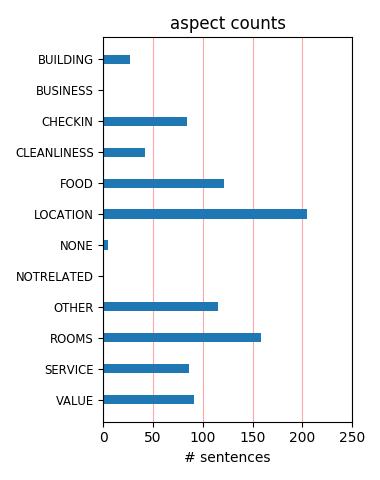 aspect counts
BUILDING
BUSINESS
CHECKIN
CLEANLINESS
FOOD
LOCATION
NONE
NOTRELATED
OTHER
ROOMS
SERVICE
VALUE
0 50 100 150 200 250
# sentences